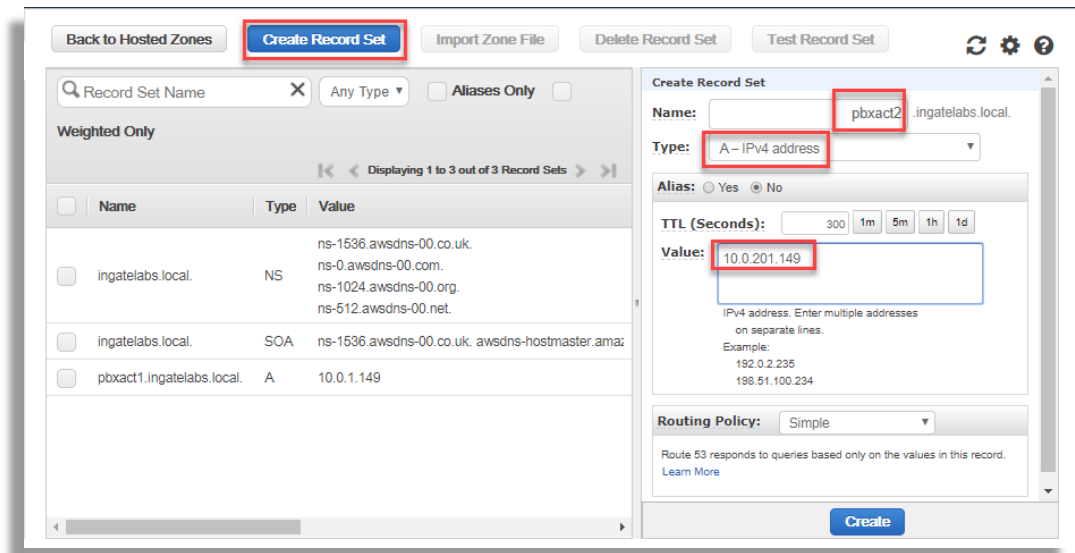 Back to Hosted Zones Create Record Set Import Zone File Delete Record Set Test Record Set
Record Set Name X Any Type Aliases Only
Weighted Only
Displaying 1 to 3 out of 3 Record Sets
Name Type Value
ingatelabs.local. NS ns-1536.awsdns-00.co.uk.
ns-0.awsdns-00.com.
ns-1024.awsdns-00.org.
ns-512.awsdns-00.net.
ingatelabs.local. SOA ns-1536.awsdns-00.co.uk. awsdns-hostmaster.ama
pbxact1.ingatelabs.local. A 10.0.1.149
Create Record Set
Name: pbxact2 .ingatelabs.local.
Type: A – IPv4 address
Alias: Yes No
TTL (Seconds): 300 1m 5m 1h 1d
Value: 10.0.201.149
IPv4 address. Enter multiple addresses
on separate lines.
Example:
192.0.2.235
198.51.100.234
Routing Policy: Simple
Route 53 responds to queries based only on the values in this record.
Learn More
Create